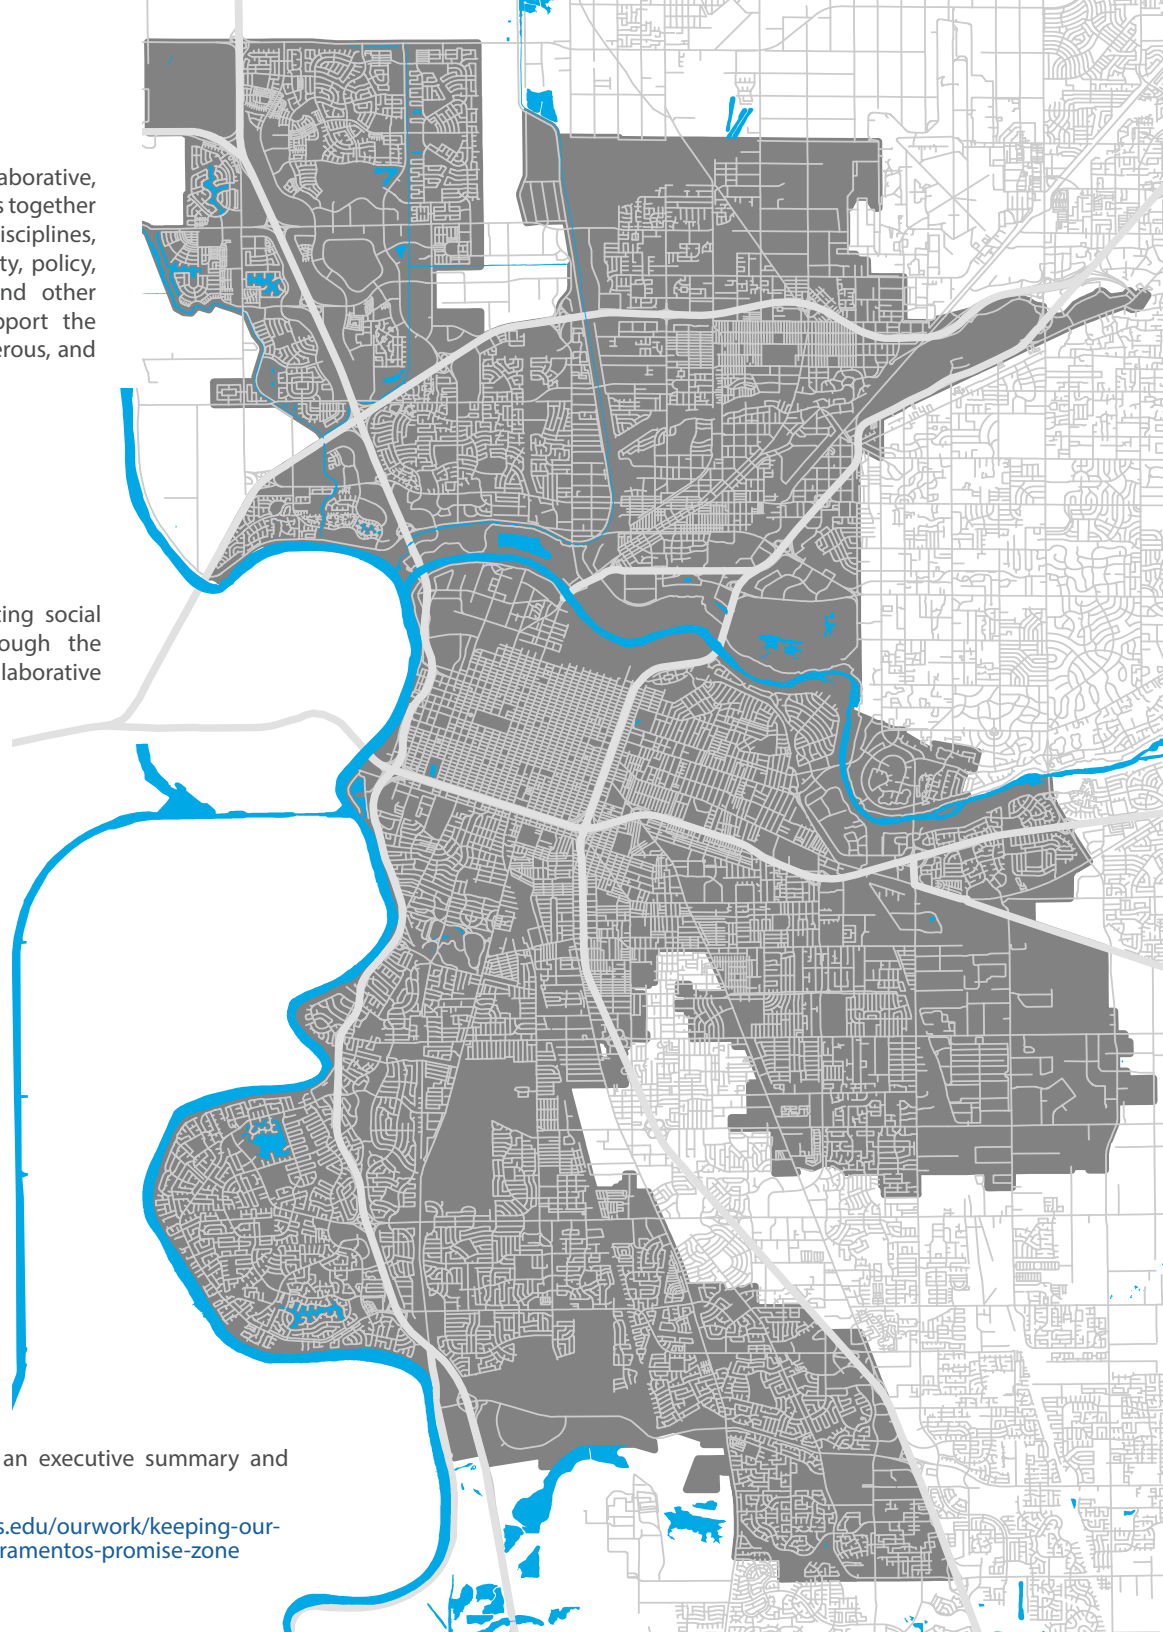 aborative,
s together
isciplines,
ty, policy,
nd other
pport the
erous, and
ting social
ough the
laborative
an executive summary and
s.edu/ourwork/keeping-our-
ramentos-promise-zone